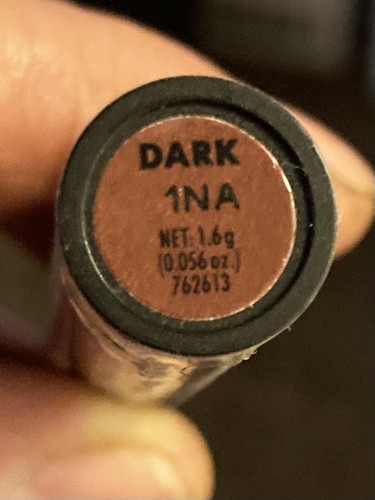 DARK
1NA
NET: 1.6g
(0.056 oz.)
762613